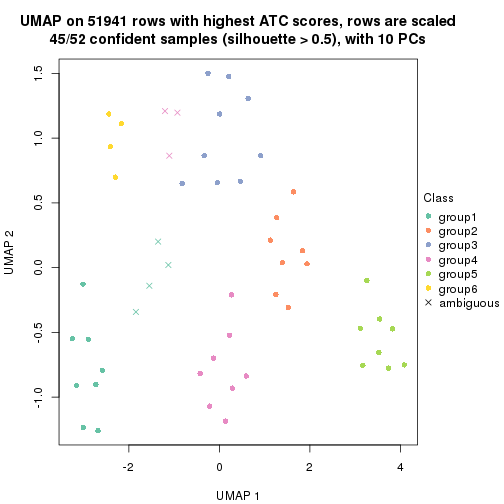 UMAP on 51941 rows with highest ATC scores, rows are scaled
45/52 confident samples (silhouette > 0.5), with 10 PCs
1.5
1.0
0.5
0.0
-0.5
-1.0
UMAP 2
-2
0
2
4
UMAP 1
Class
group1
group2
group3
group4
group5
group6
ambiguous